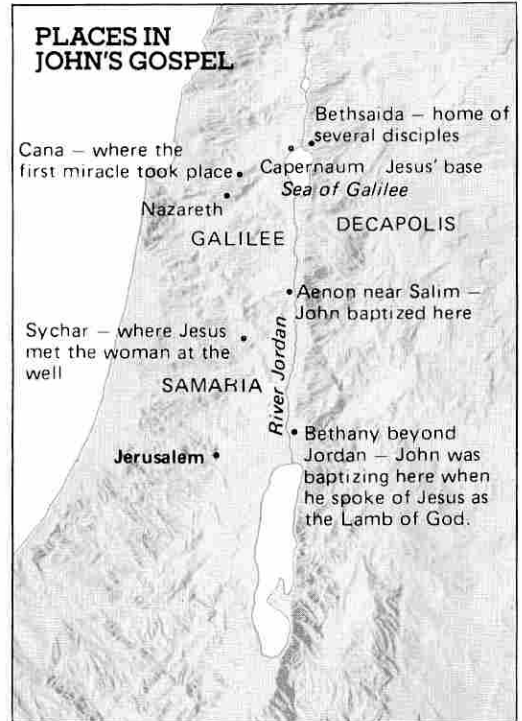 PLACES IN
JOHN'S GOSPEL
Bethsaida – home of
several disciples
Cana – where the
first miracle took place
Capernaum Jesus' base
Sea of Galilee
Nazareth
DECAPOLIS
GALILEE
Aenon near Salim –
John baptized here
Sychar – where Jesus
met the woman at the
well
River Jordan
SAMARIA
Bethany beyond
Jordan – John was
baptizing here when
he spoke of Jesus as
the Lamb of God.
Jerusalem